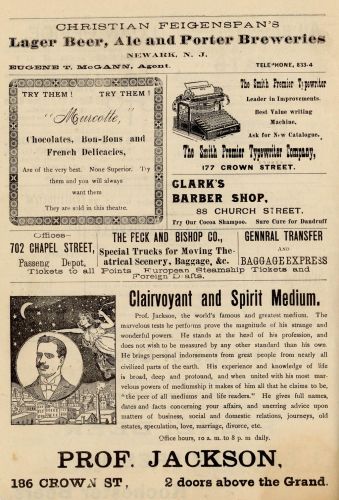 CHRISTIAN FEIGENSPAN'S
Lager Beer, Ale and Porter Breweries
NEWARK, N. J.
EUGENE T. McGANN, Agent.
TELEPHONE, 833-4
TRY THEM! TRY THEM!
"Murcotte,"
Chocolates, Bon-Bons and
French Delicacies,
Are of the very best. None Superior. Try
them and you will always
want them
They are sold in this theatre.
The Smith Premier Typewriter
Leader in Improvements.
Best Value writing
Machine,
Ask for New Catalogue.
The Smith Premier Typewriter Company,
177 CROWN STREET.
CLARK'S
BARBER SHOP,
88 CHURCH STREET.
Try Our Cocoa Shampoo. Sure Cure for Dandruff
Offices-
702 CHAPEL STREET,
Passeng Depot,
THE FECK AND BISHOP CO.,
Special Trucks for Moving The-
atrical Scenery, Baggage, &c.
GENNRAL TRANSFER
AND
BAGGAGE EXPRESS
Tickets to all Points European Steamship Tickets and
Foreign D afts.
Clairvoyant and Spirit Medium.
Prof. Jackson, the world's famous and greatest medium. The
marvelous tests he performs prove the magnitude of his strange and
wonderful powers. He stands at the head of his profession, and
does not wish to be measured by any other standard than his own.
He brings personal indorsements from great people from nearly all
civilized parts of the earth. His experience and knowledge of life
is broad, deep and profound, and when united with his most mar-
velous powers of mediumship it makes of him all that he claims to be,
"the peer of all mediums and life readers." He gives full names,
dates and facts concerning your affairs, and unerring advice upon
matters of business, social and domestic relations, journeys, old
estates, speculation, love, marriage, divorce, etc.
Office hours, 10 a. m. to 8 p. m. daily.
PROF. JACKSON,
186 CROWN ST, 2 doors above the Grand.